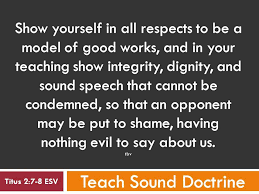 Show yourself in all respects to be a
model of good works, and in your
teaching show integrity, dignity, and
sound speech that cannot be
condemned, so that an opponent
may be put to shame, having
nothing evil to say about us.
Esv
Titus 2:7-8 ESV
Teach Sound Doctrine